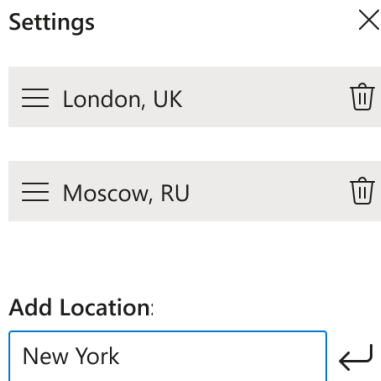 Settings
London, UK
Moscow, RU
Add Location:
New York